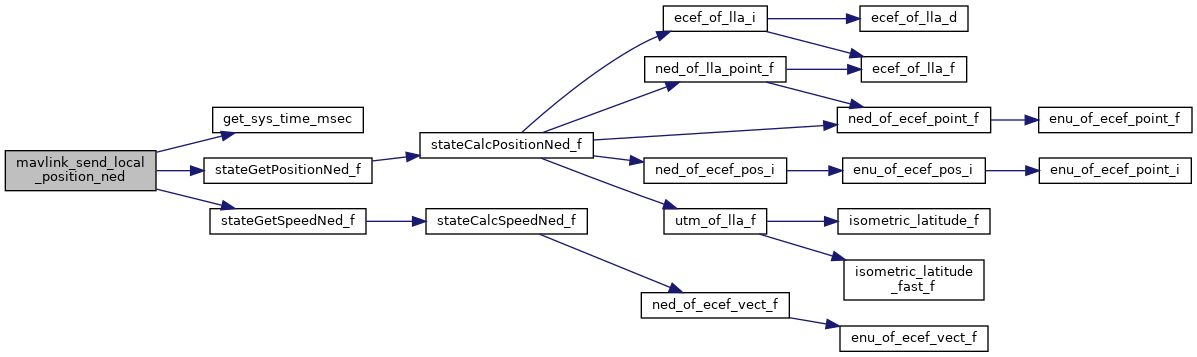 mavlink_send_local
_position_ned
get_sys_time_msec
stateGetPositionNed_f
stateGetSpeedNed_f
stateCalcPositionNed_f
stateCalcSpeedNed_f
ecef_of_lla_i
ned_of_lla_point_f
ned_of_ecef_pos_i
utm_of_lla_f
ned_of_ecef_vect_f
ecef_of_lla_d
ecef_of_lla_f
ned_of_ecef_point_f
enu_of_ecef_pos_i
isometric_latitude_f
isometric_latitude
_fast_f
enu_of_ecef_vect_f
enu_of_ecef_point_f
enu_of_ecef_point_i